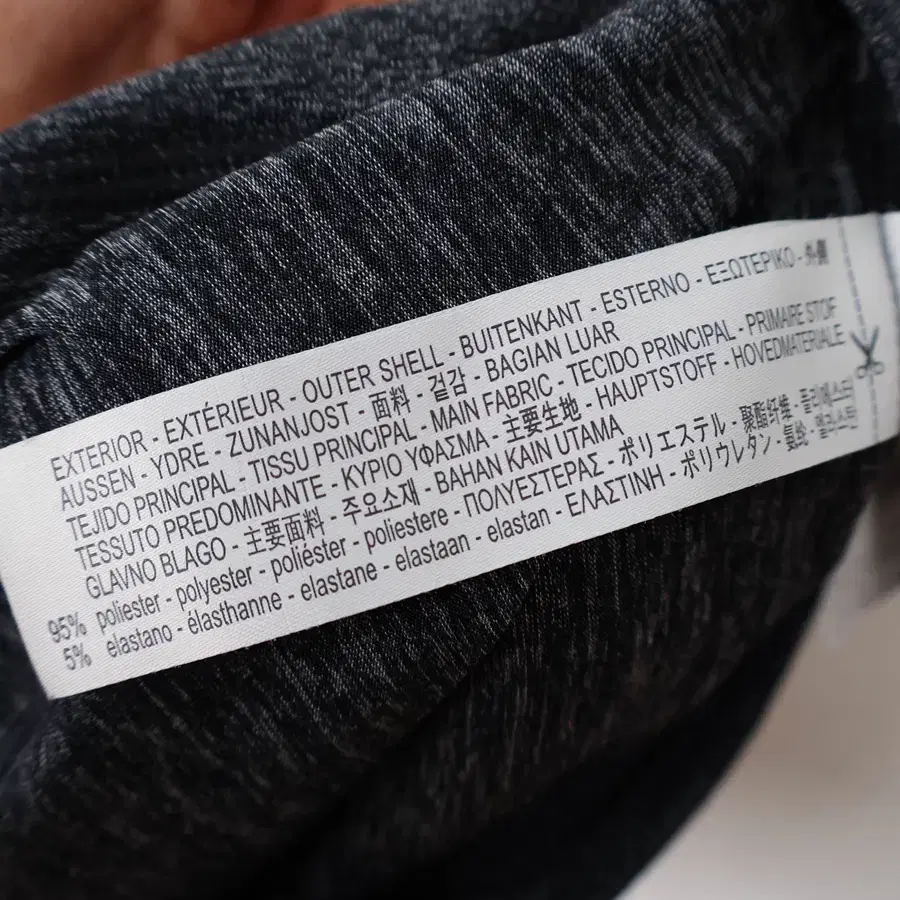 EXTERIOR - EXTÉRIEUR - OUTER SHELL - BUITENKANT - ESTERNO - ΕΞΩΤΕΡΙΚΟ - 外側
AUSSEN - YDRE - ZUNANJOST - 面料 - 겉감 - BAGIAN LUAR
TEJIDO PRINCIPAL - TISSU PRINCIPAL - MAIN FABRIC - TECIDO PRINCIPAL - PRIMAIRE STOF
TESSUTO PREDOMINANTE - ΚΥΡΙΟ ΥΦΑΣΜΑ - 主要生地 - HAUPTSTOFF - HOVEDMATERIALE
GLAVNO BLAGO - 主要面料 - 주요소재 - BAHAN KAIN UTAMA
95% poliester - polyester - poliéster - poliestere - ΠΟΛΥΕΣΤΕΡΑΣ - ポリエステル - 聚酯纤维 - 폴리에스터
5% elastano - élasthanne - elastane - elastaan - elastan - ΕΛΑΣΤΙΝΗ - ポリウレタン - 氨纶 - 엘라스탄